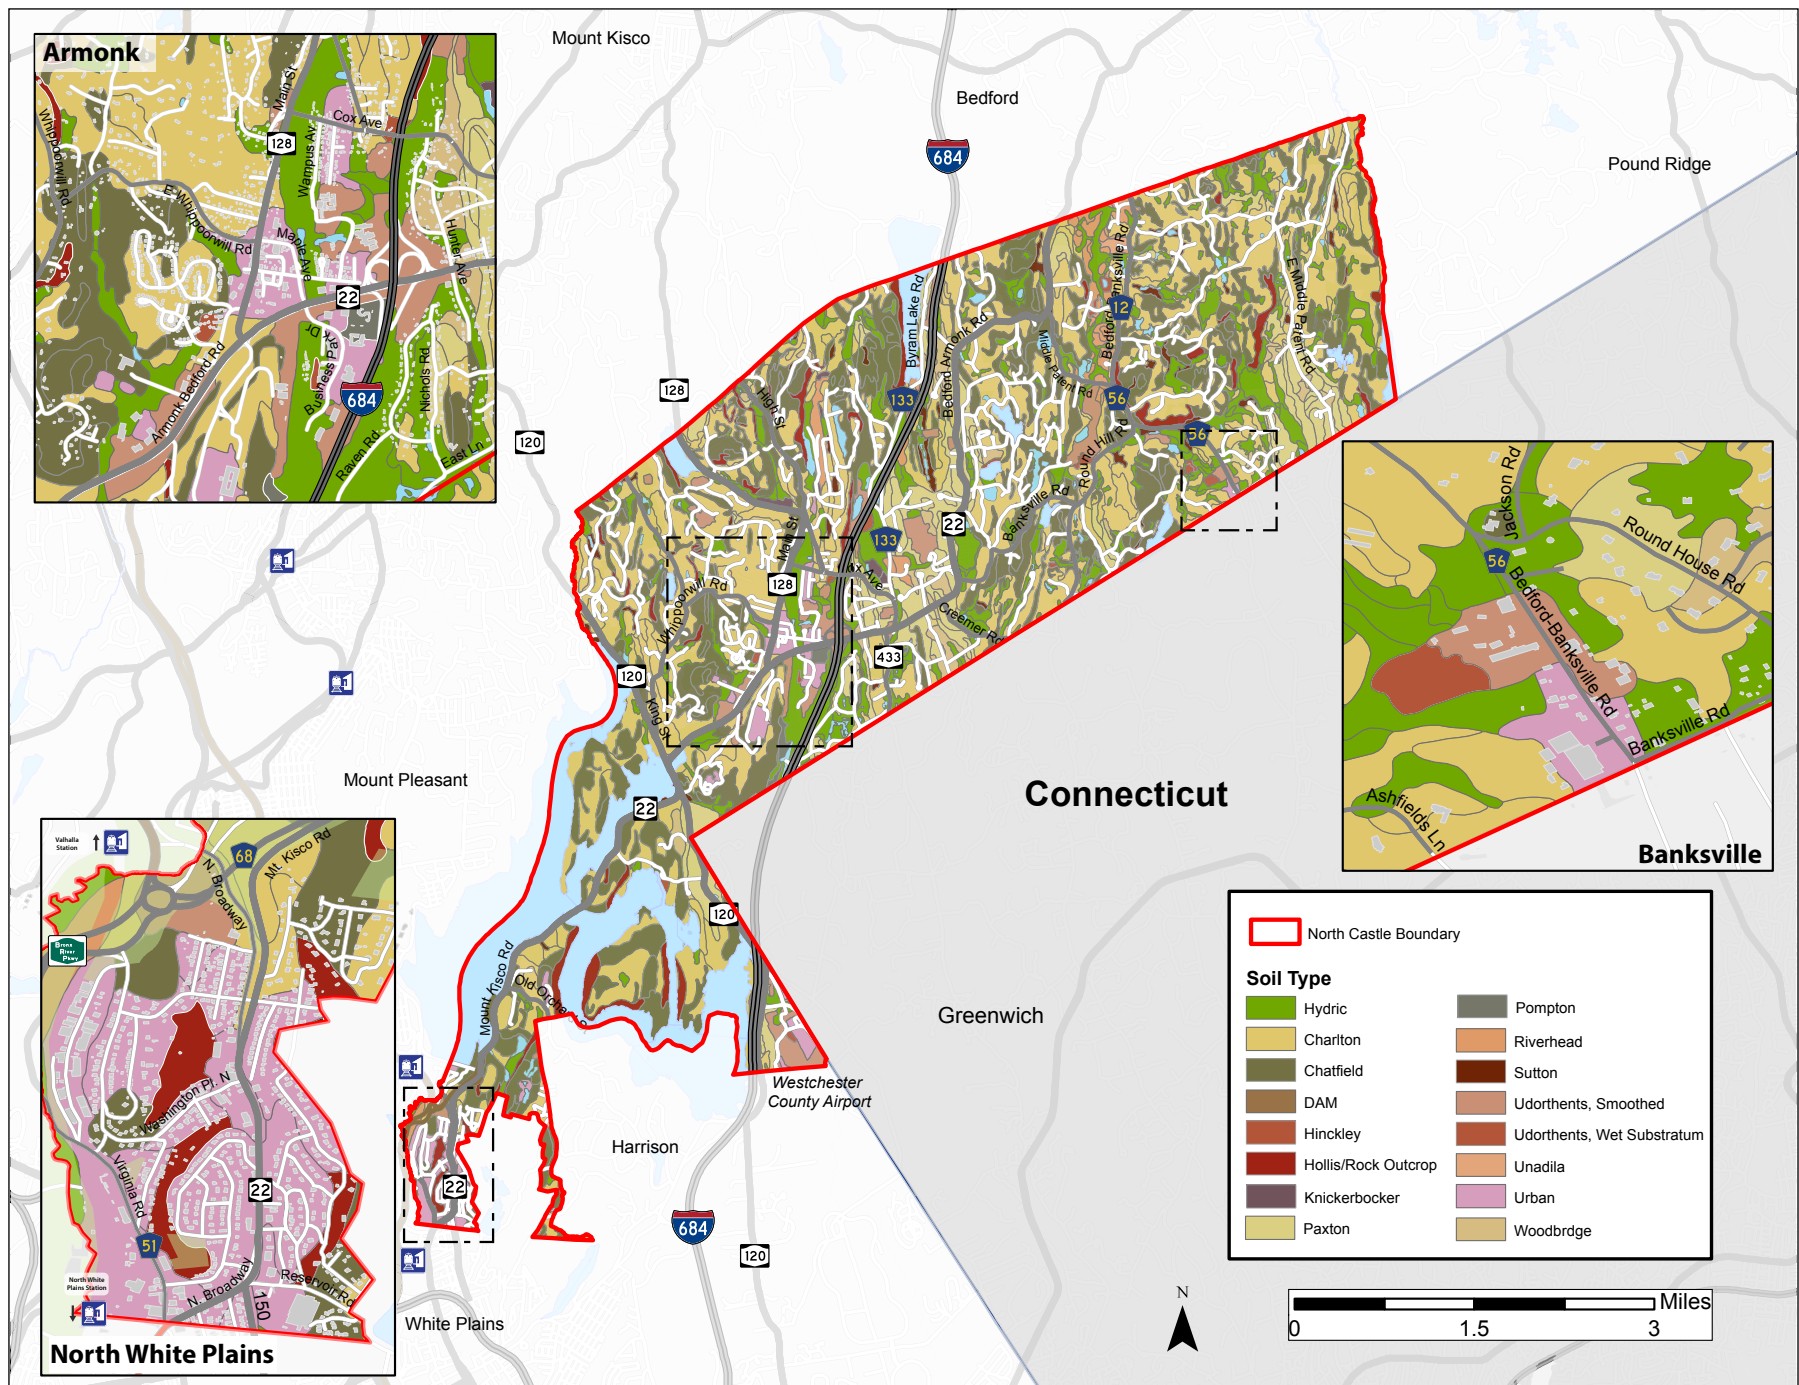 Armonk
Main St
Cox Ave
128
Wampus Av
Whippoorwill Rd
E Whippoorwill Rd
Maple Ave
Hunter Ave
22
Business Park Dr
Armonk Bedford Rd
684
Nichols Rd
Raven Rd
East Ln
Mount Kisco
Bedford
684
Pound Ridge
Byram Lake Rd
Bedford Armonk Rd
Bedford Banksville Rd
12
E Middle Patent Rd
Middle Patent Rd
133
56
56
128
High St
120
Round Hill Rd
Banksville Rd
22
133
Main St
128
Cox Ave
Whippoorwill Rd
Creemer Rd
433
120
King St
Mount Pleasant
22
Connecticut
120
Mount Kisco Rd
Old Orchard S
Greenwich
Westchester
County Airport
Harrison
22
684
120
White Plains
Jackson Rd
Round House Rd
56
Bedford-Banksville Rd
Banksville Rd
Ashfields Ln
Banksville
Valhalla
Station
68
Mt. Kisco Rd
N. Broadway
Bronx
River
Pkwy
Washington Pl. N
Virginia Rd
22
51
North White
Plains Station
N. Broadway
Reservoir Rd
150
North White Plains
North Castle Boundary
Soil Type
Hydric
Charlton
Chatfield
DAM
Hinckley
Hollis/Rock Outcrop
Knickerbocker
Paxton
Pompton
Riverhead
Sutton
Udorthents, Smoothed
Udorthents, Wet Substratum
Unadila
Urban
Woodbrdge
N
Miles
0 1.5 3